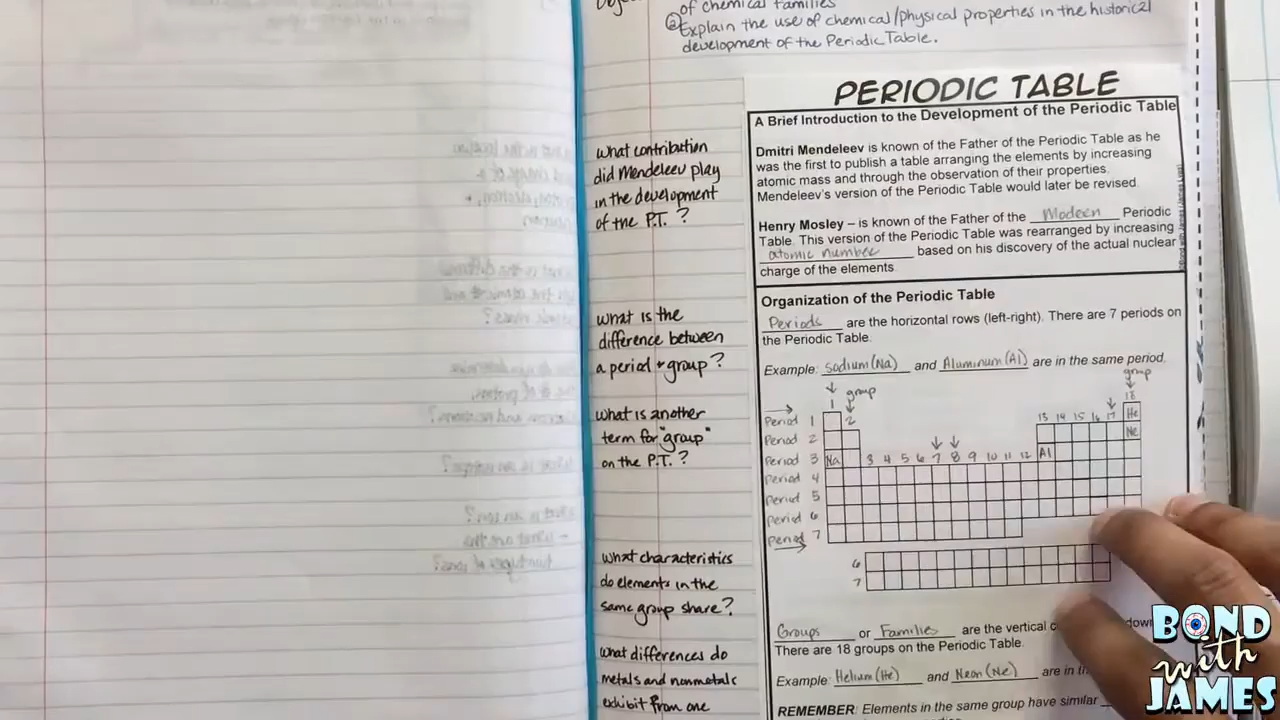 of chemical families
② Explain the use of chemical/physical properties in the historical
development of the Periodic Table.
What contribution
did Mendeleev play
in the development
of the P.T.?
What is the
difference between
a period + group?
What is another
term for "group"
on the P.T.?
What characteristics
do elements in the
same group share?
What differences do
metals and nonmetals
exhibit from one
PERIODIC TABLE
A Brief Introduction to the Development of the Periodic Table
Dmitri Mendeleev is known of the Father of the Periodic Table as he
was the first to publish a table arranging the elements by increasing
atomic mass and through the observation of their properties.
Mendeleev's version of the Periodic Table would later be revised.
Henry Mosley – is known of the Father of the Modern Periodic
Table. This version of the Periodic Table was rearranged by increasing
atomic number based on his discovery of the actual nuclear
charge of the elements.
Organization of the Periodic Table
Periods are the horizontal rows (left-right). There are 7 periods on
the Periodic Table.
Example: Sodium (Na) and Aluminum (Al) are in the same period.
group
group 18
Period 1 1 2 13 14 15 16 17 He
Period 2 Ne
Period 3 Na 3 4 5 6 7 8 9 10 11 12 Al
Period 4
Period 5
Period 6
Period 7
6
7
Groups or Families are the vertical down
There are 18 groups on the Periodic Table.
Example: Helium (He) and Neon (Ne) are in
REMEMBER: Elements in the same group have similar
BOND
with
JAMES